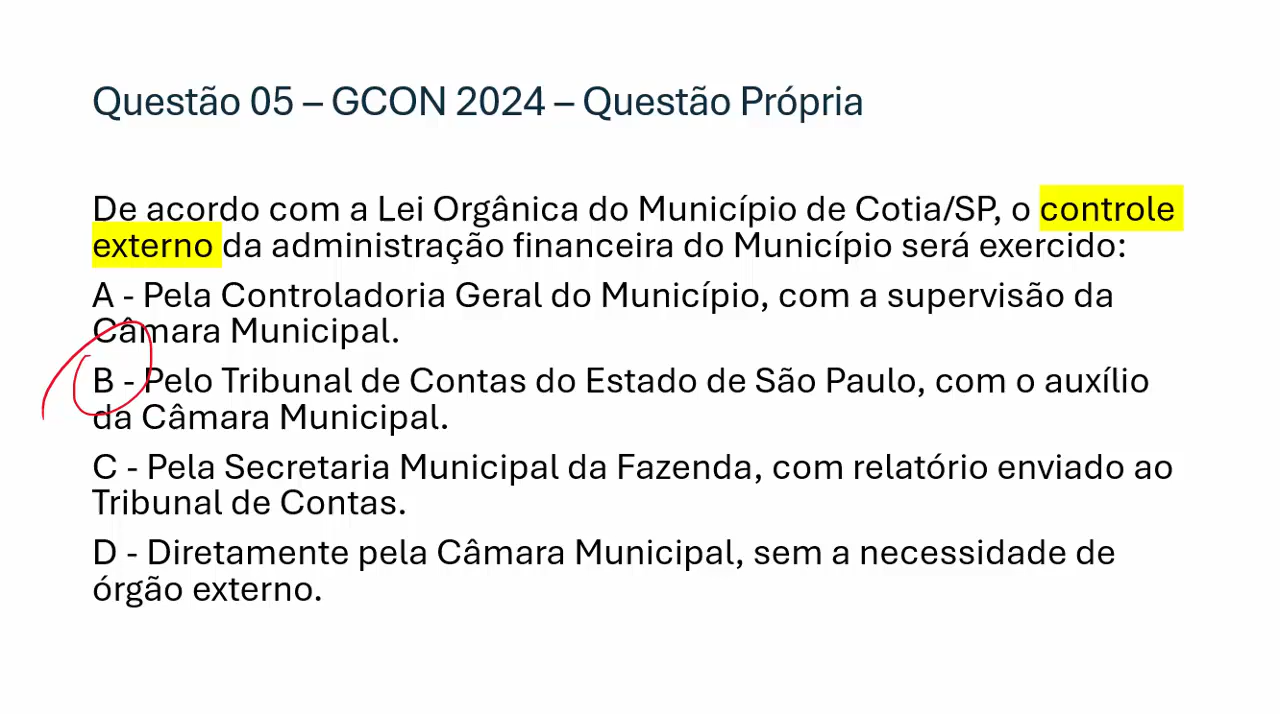 Questão 05 – GCON 2024 – Questão Própria
De acordo com a Lei Orgânica do Município de Cotia/SP, o controle
externo da administração financeira do Município será exercido:
A - Pela Controladoria Geral do Município, com a supervisão da
Câmara Municipal.
B - Pelo Tribunal de Contas do Estado de São Paulo, com o auxílio
da Câmara Municipal.
C - Pela Secretaria Municipal da Fazenda, com relatório enviado ao
Tribunal de Contas.
D - Diretamente pela Câmara Municipal, sem a necessidade de
órgão externo.